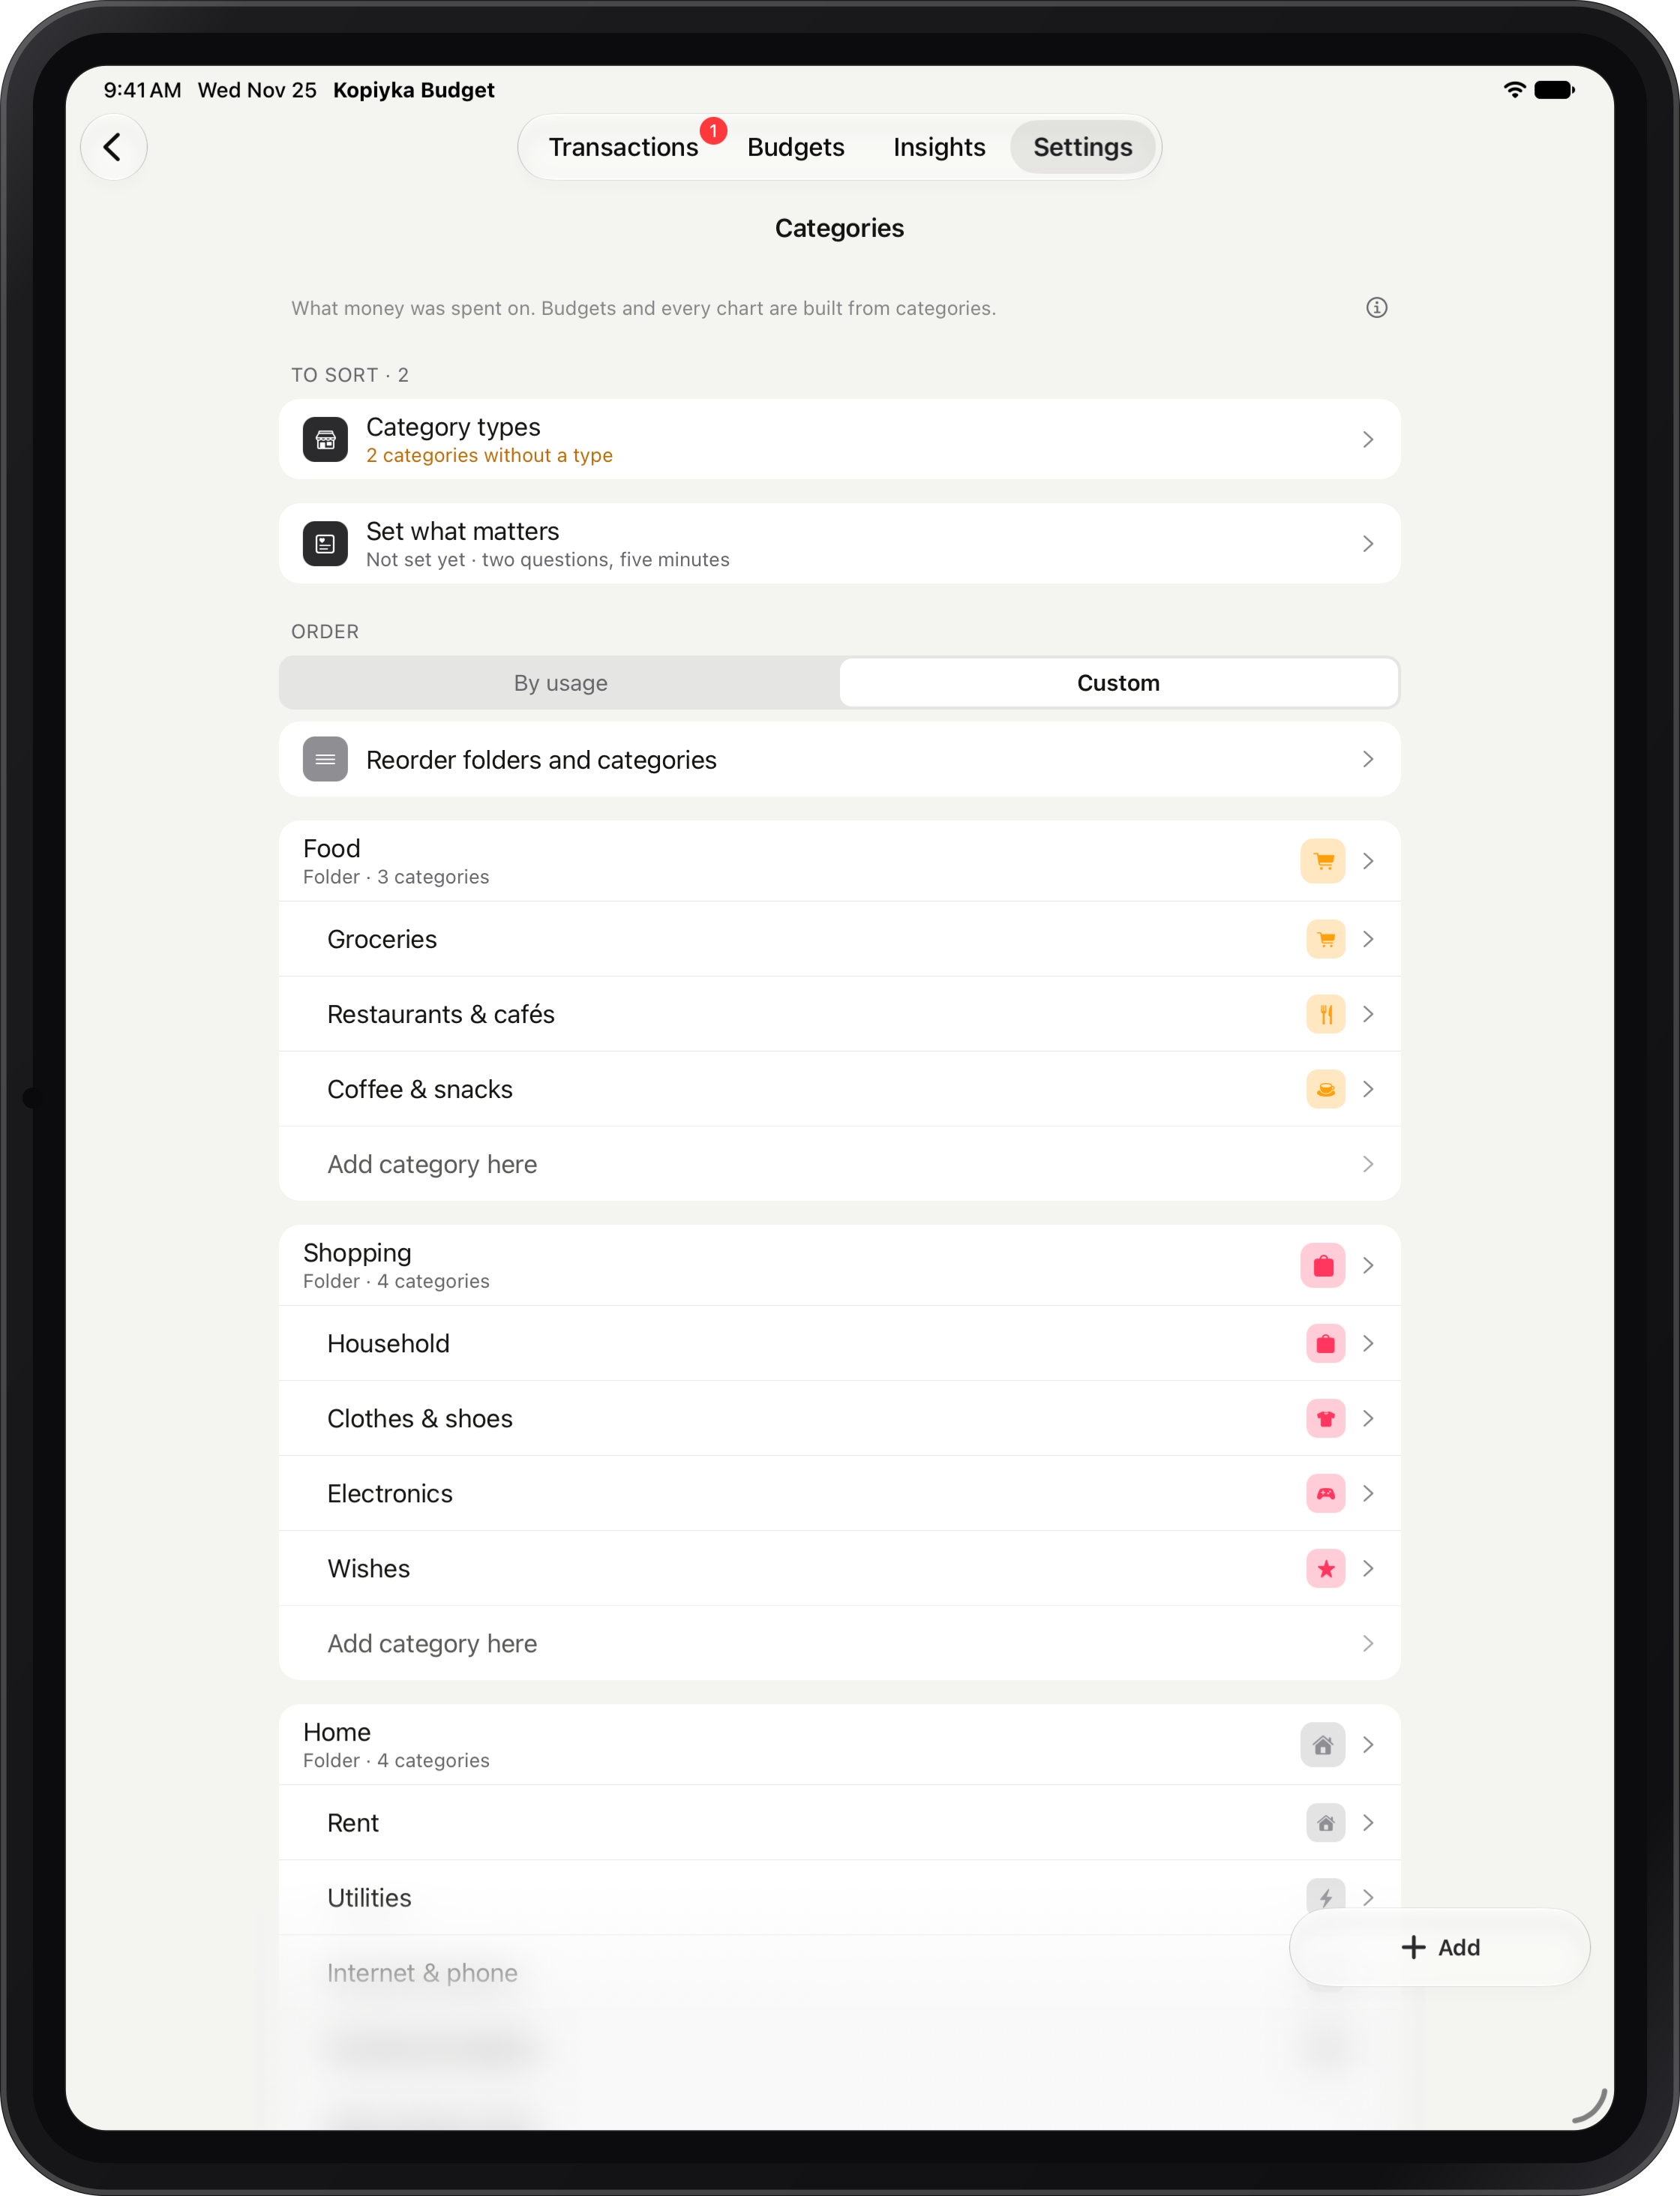 9:41 AM Wed Nov 25 Kopiyka Budget
Transactions 1 Budgets Insights Settings
Categories
What money was spent on. Budgets and every chart are built from categories.
TO SORT · 2
Category types
2 categories without a type
Set what matters
Not set yet · two questions, five minutes
ORDER
By usage Custom
Reorder folders and categories
Food
Folder · 3 categories
Groceries
Restaurants & cafés
Coffee & snacks
Add category here
Shopping
Folder · 4 categories
Household
Clothes & shoes
Electronics
Wishes
Add category here
Home
Folder · 4 categories
Rent
Utilities
Add
Internet & phone